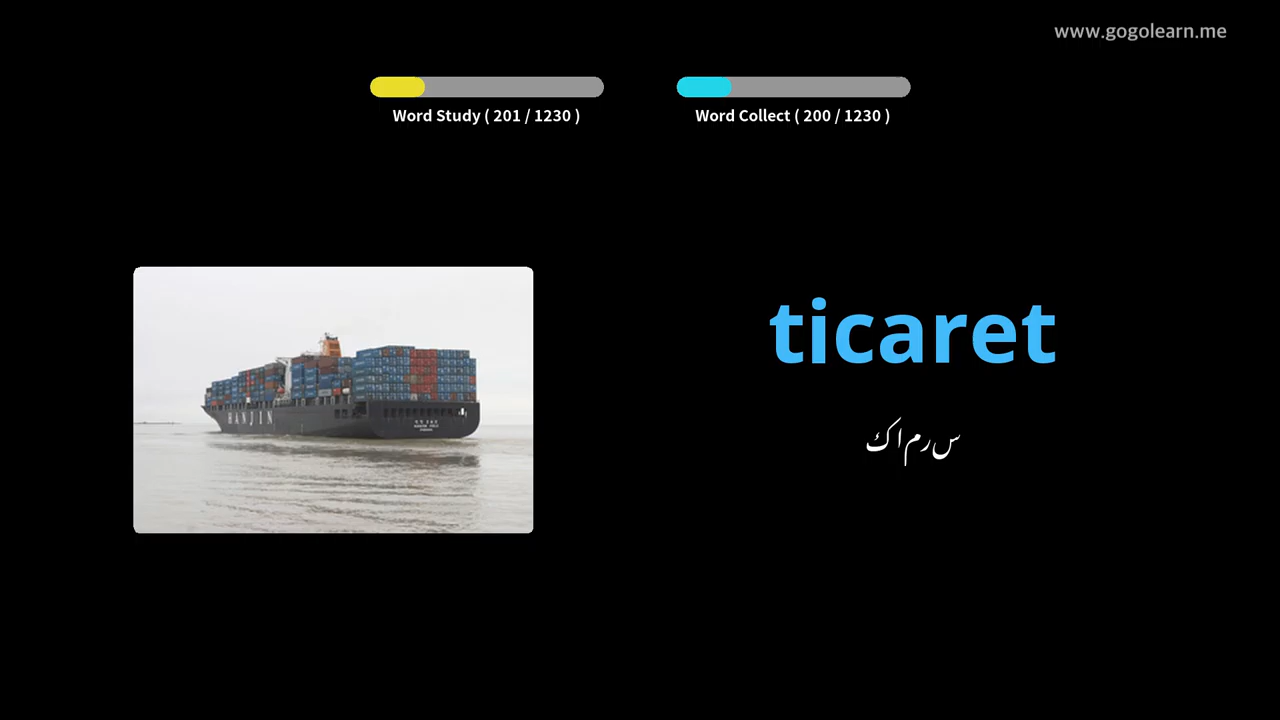 www.gogolearn.me
Word Study ( 201 / 1230 )
Word Collect ( 200 / 1230 )
ticaret
س ر م ا ک
HANJIN